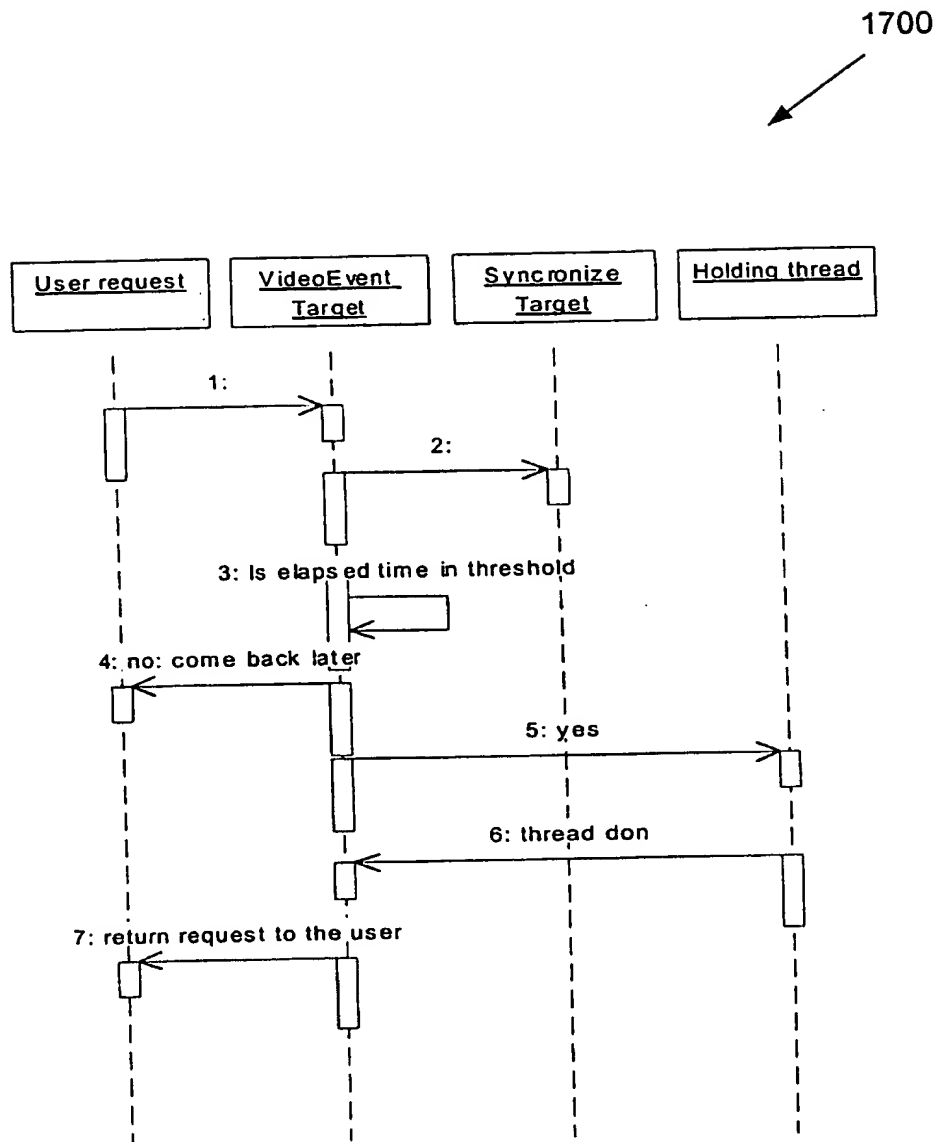 1700
User request
VideoEvent
Target
Syncronize
Target
Holding thread
1:
2:
3: Is elapsed time in threshold
4: no: come back later
5: yes
6: thread don
7: return request to the user